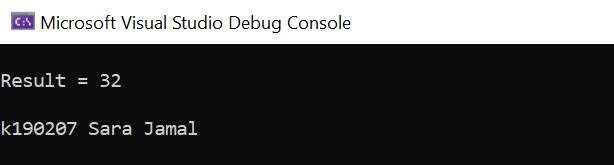 Microsoft Visual Studio Debug Console
Result = 32
k190207 Sara Jamal